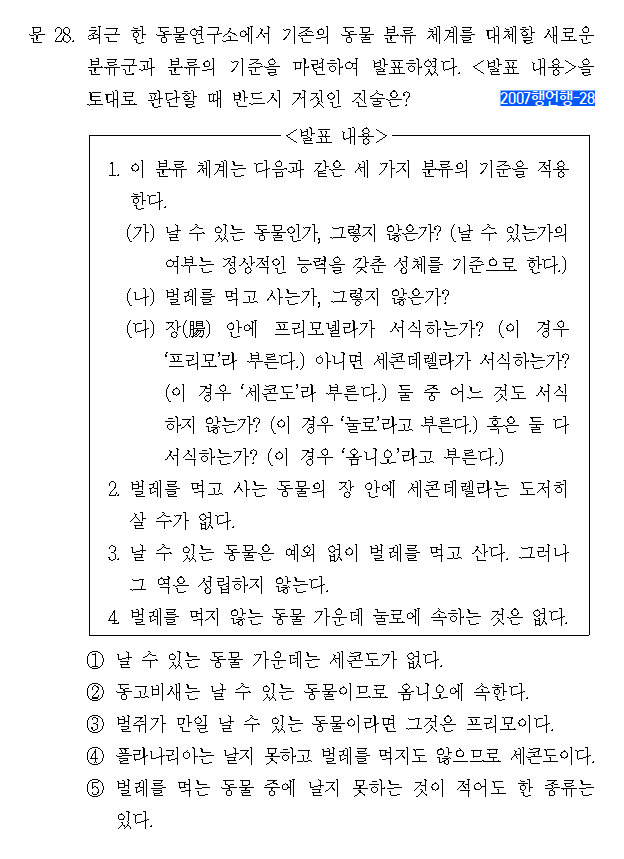 문 28. 최근 한 동물연구소에서 기존의 동물 분류 체계를 대체할 새로운
분류군과 분류의 기준을 마련하여 발표하였다. <발표 내용>을
토대로 판단할 때 반드시 거짓인 진술은? 2007행언행-28
<발표 내용>
1. 이 분류 체계는 다음과 같은 세 가지 분류의 기준을 적용
한다.
(가) 날 수 있는 동물인가, 그렇지 않은가? (날 수 있는가의
여부는 정상적인 능력을 갖춘 성체를 기준으로 한다.)
(나) 벌레를 먹고 사는가, 그렇지 않은가?
(다) 장(腸) 안에 프리모넬라가 서식하는가? (이 경우
‘프리모’라 부른다.) 아니면 세콘데렐라가 서식하는가?
(이 경우 ‘세콘도’라 부른다.) 둘 중 어느 것도 서식
하지 않는가? (이 경우 ‘눌로’라고 부른다.) 혹은 둘 다
서식하는가? (이 경우 ‘옴니오’라고 부른다.)
2. 벌레를 먹고 사는 동물의 장 안에 세콘데렐라는 도저히
살 수가 없다.
3. 날 수 있는 동물은 예외 없이 벌레를 먹고 산다. 그러나
그 역은 성립하지 않는다.
4. 벌레를 먹지 않는 동물 가운데 눌로에 속하는 것은 없다.
① 날 수 있는 동물 가운데는 세콘도가 없다.
② 동고비새는 날 수 있는 동물이므로 옴니오에 속한다.
③ 벌쥐가 만일 날 수 있는 동물이라면 그것은 프리모이다.
④ 플라나리아는 날지 못하고 벌레를 먹지도 않으므로 세콘도이다.
⑤ 벌레를 먹는 동물 중에 날지 못하는 것이 적어도 한 종류는
있다.